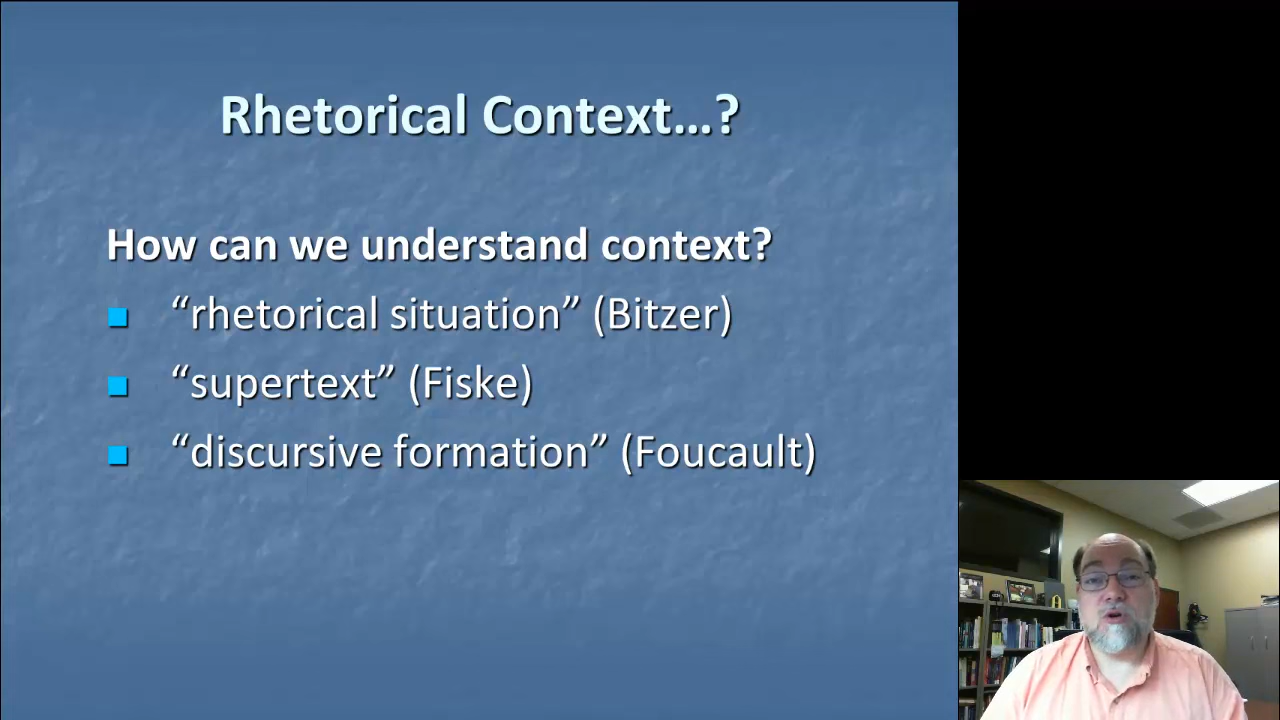 Rhetorical Context…?
How can we understand context?
“rhetorical situation” (Bitzer)
“supertext” (Fiske)
“discursive formation” (Foucault)